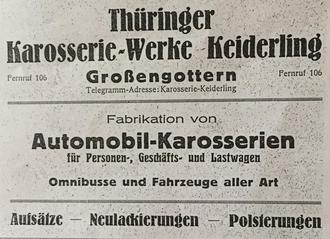 Thüringer
Karosserie-Werke Keiderling
Fernruf 106 Großengottern Fernruf 106
Telegramm-Adresse: Karosserie-Keiderling
Fabrikation von
Automobil-Karosserien
für Personen-, Geschäfts- und Lastwagen
Omnibusse und Fahrzeuge aller Art
Aufsätze — Neulackierungen — Polsterungen